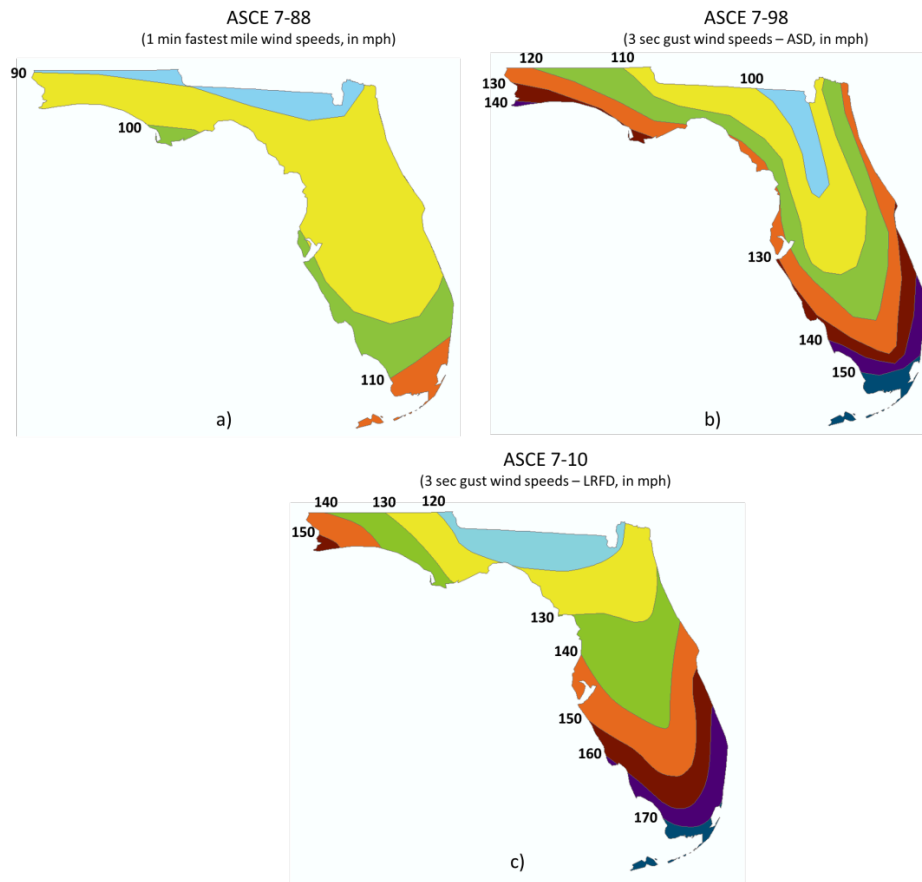 ASCE 7-88
(1 min fastest mile wind speeds, in mph)
90
100
110
a)
ASCE 7-98
(3 sec gust wind speeds – ASD, in mph)
120
110
100
130
140
130
140
150
b)
ASCE 7-10
(3 sec gust wind speeds – LRFD, in mph)
140
130
120
150
130
140
150
160
170
c)